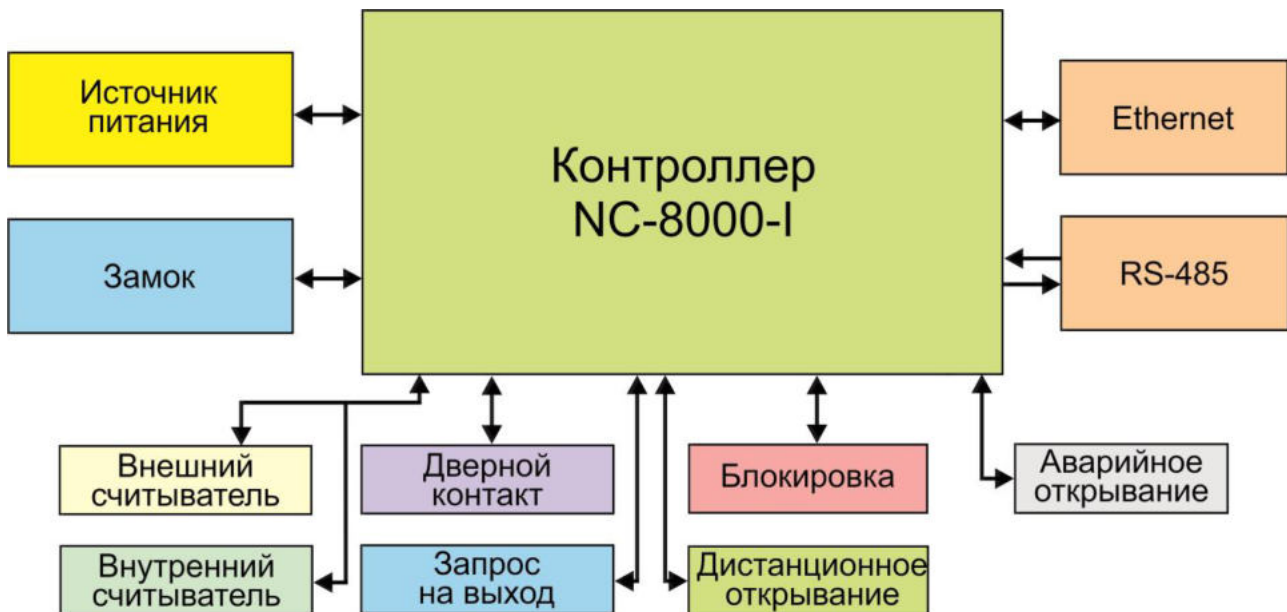 Источник
питания
Контроллер
NC-8000-I
Ethernet
Замок
RS-485
Внешний
считыватель
Дверной
контакт
Блокировка
Аварийное
открывание
Внутренний
считыватель
Запрос
на выход
Дистанционное
открывание